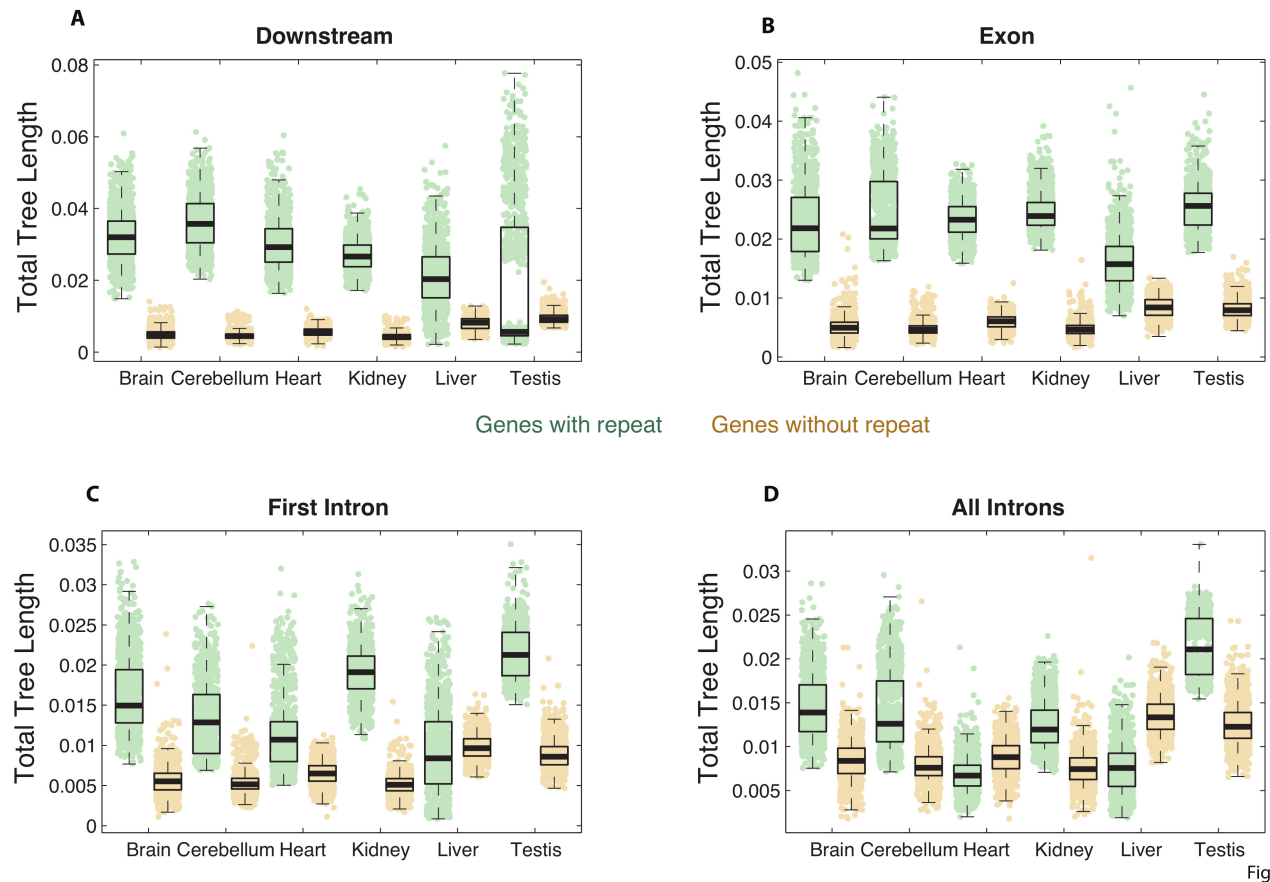 A
Downstream
Total Tree Length
0.08
0.06
0.04
0.02
0
Brain Cerebellum Heart Kidney Liver Testis
B
Exon
Total Tree Length
0.05
0.04
0.03
0.02
0.01
0
Brain Cerebellum Heart Kidney Liver Testis
Genes with repeat Genes without repeat
C
First Intron
Total Tree Length
0.035
0.03
0.025
0.02
0.015
0.01
0.005
0
Brain Cerebellum Heart Kidney Liver Testis
D
All Introns
Total Tree Length
0.03
0.025
0.02
0.015
0.01
0.005
Brain Cerebellum Heart Kidney Liver Testis
Fig